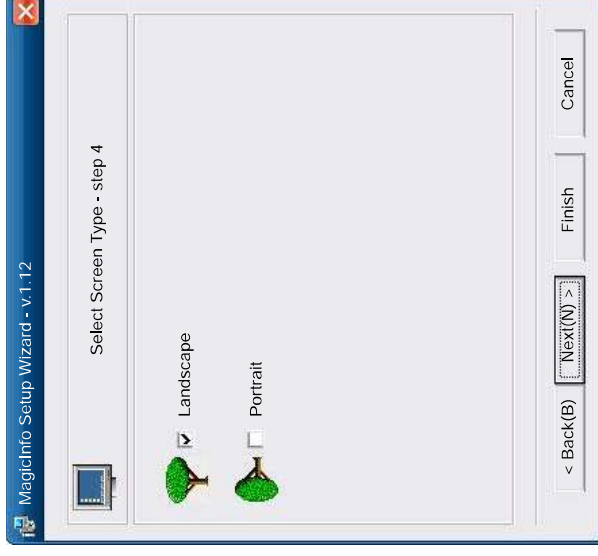 MagicInfo Setup Wizard - v.1.12
Select Screen Type - step 4
Landscape
Portrait
< Back(B)
Next(N) >
Finish
Cancel